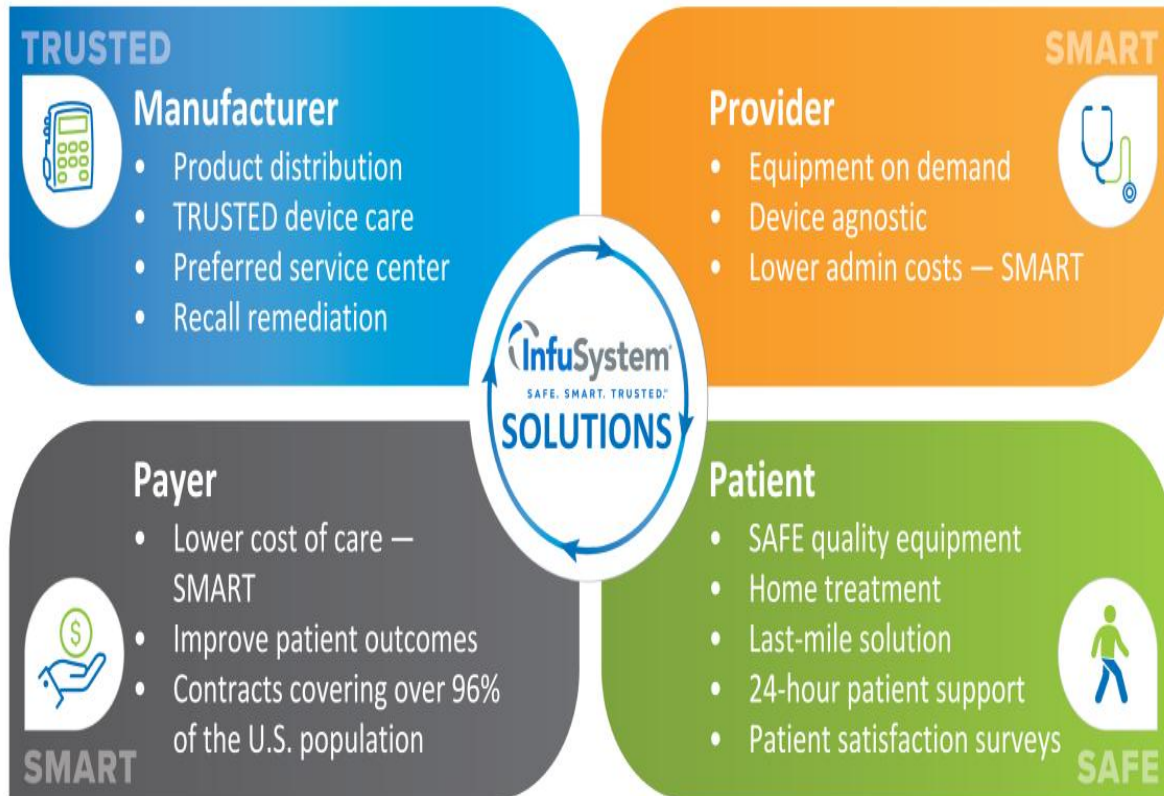 TRUSTED
Manufacturer
• Product distribution
• TRUSTED device care
• Preferred service center
• Recall remediation
SMART
Provider
• Equipment on demand
• Device agnostic
• Lower admin costs — SMART
InfuSystem
SAFE. SMART. TRUSTED.™
SOLUTIONS
Payer
• Lower cost of care —
SMART
• Improve patient outcomes
• Contracts covering over 96%
of the U.S. population
$
SMART
Patient
• SAFE quality equipment
• Home treatment
• Last-mile solution
• 24-hour patient support
• Patient satisfaction surveys
SAFE